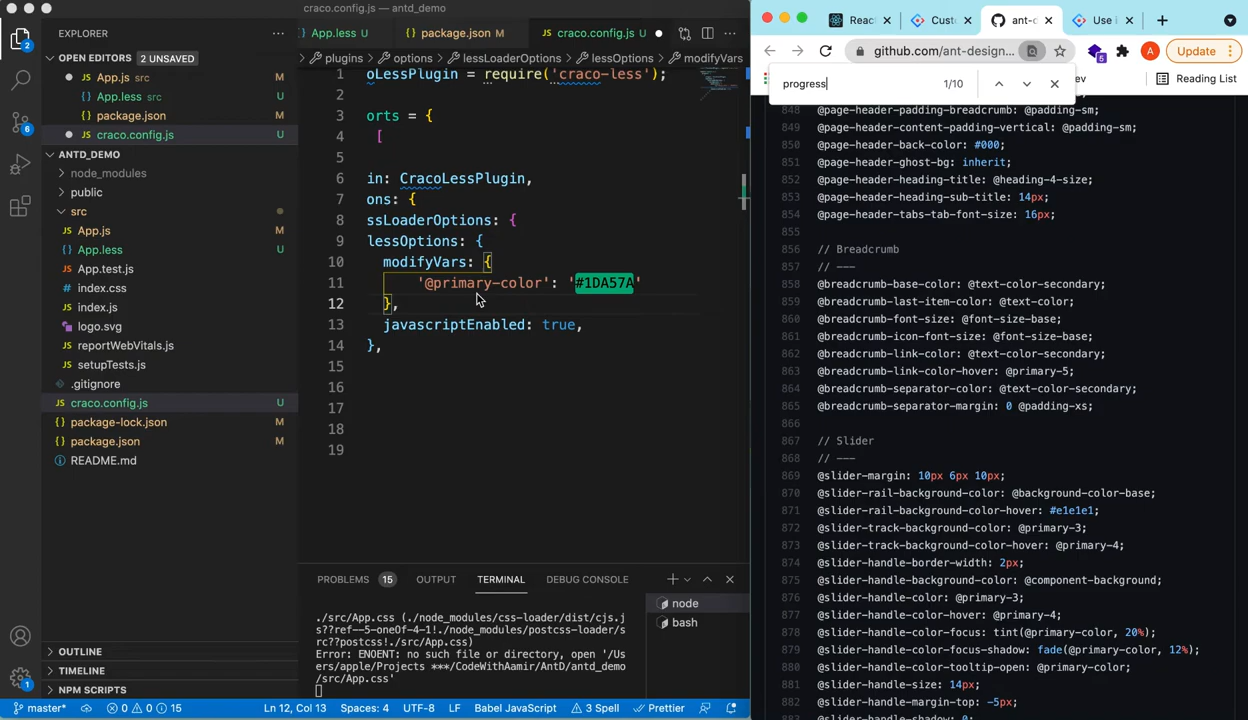 craco.config.js — antd_demo
EXPLORER
OPEN EDITORS 2 UNSAVED
App.js src M
App.less src U
package.json M
craco.config.js U
ANTD_DEMO
node_modules
public
src
App.js M
App.less U
App.test.js
index.css
index.js
logo.svg
reportWebVitals.js
setupTests.js
.gitignore
craco.config.js U
package-lock.json M
package.json M
README.md
OUTLINE
TIMELINE
NPM SCRIPTS
2
6
1
App.less U package.json M craco.config.js U
plugins options lessLoaderOptions lessOptions modifyVars
1 oLessPlugin = require('craco-less');
2
3 orts = {
4 [
5
6 in: CracoLessPlugin,
7 ons: {
8 ssLoaderOptions: {
9 lessOptions: {
10 modifyVars: {
11 '@primary-color': '#1DA57A'
12 },
13 javascriptEnabled: true,
14 },
15
16
17
18
19
PROBLEMS 15 OUTPUT TERMINAL DEBUG CONSOLE
./src/App.css (./node_modules/css-loader/dist/cjs.j
s??ref--5-oneOf-4-1!./node_modules/postcss-loader/s
rc??postcss!./src/App.css)
Error: ENOENT: no such file or directory, open '/Us
ers/apple/Projects ***/CodeWithAamir/AntD/antd_demo
/src/App.css'
node
bash
master* 0 0 15 Ln 12, Col 13 Spaces: 4 UTF-8 LF Babel JavaScript 3 Spell Prettier
React Custo ant- Use i
github.com/ant-design... 5 A Update
ev Reading List
progress 1/10
848 @page-header-padding-breadcrumb: @padding-sm;
849 @page-header-content-padding-vertical: @padding-sm;
850 @page-header-back-color: #000;
851 @page-header-ghost-bg: inherit;
852 @page-header-heading-title: @heading-4-size;
853 @page-header-heading-sub-title: 14px;
854 @page-header-tabs-tab-font-size: 16px;
855
856 // Breadcrumb
857 // ---
858 @breadcrumb-base-color: @text-color-secondary;
859 @breadcrumb-last-item-color: @text-color;
860 @breadcrumb-font-size: @font-size-base;
861 @breadcrumb-icon-font-size: @font-size-base;
862 @breadcrumb-link-color: @text-color-secondary;
863 @breadcrumb-link-color-hover: @primary-5;
864 @breadcrumb-separator-color: @text-color-secondary;
865 @breadcrumb-separator-margin: 0 @padding-xs;
866
867 // Slider
868 // ---
869 @slider-margin: 10px 6px 10px;
870 @slider-rail-background-color: @background-color-base;
871 @slider-rail-background-color-hover: #e1e1e1;
872 @slider-track-background-color: @primary-3;
873 @slider-track-background-color-hover: @primary-4;
874 @slider-handle-border-width: 2px;
875 @slider-handle-background-color: @component-background;
876 @slider-handle-color: @primary-3;
877 @slider-handle-color-hover: @primary-4;
878 @slider-handle-color-focus: tint(@primary-color, 20%);
879 @slider-handle-color-focus-shadow: fade(@primary-color, 12%);
880 @slider-handle-color-tooltip-open: @primary-color;
881 @slider-handle-size: 14px;
882 @slider-handle-margin-top: -5px;
883 @slider-handle-shadow: 0;